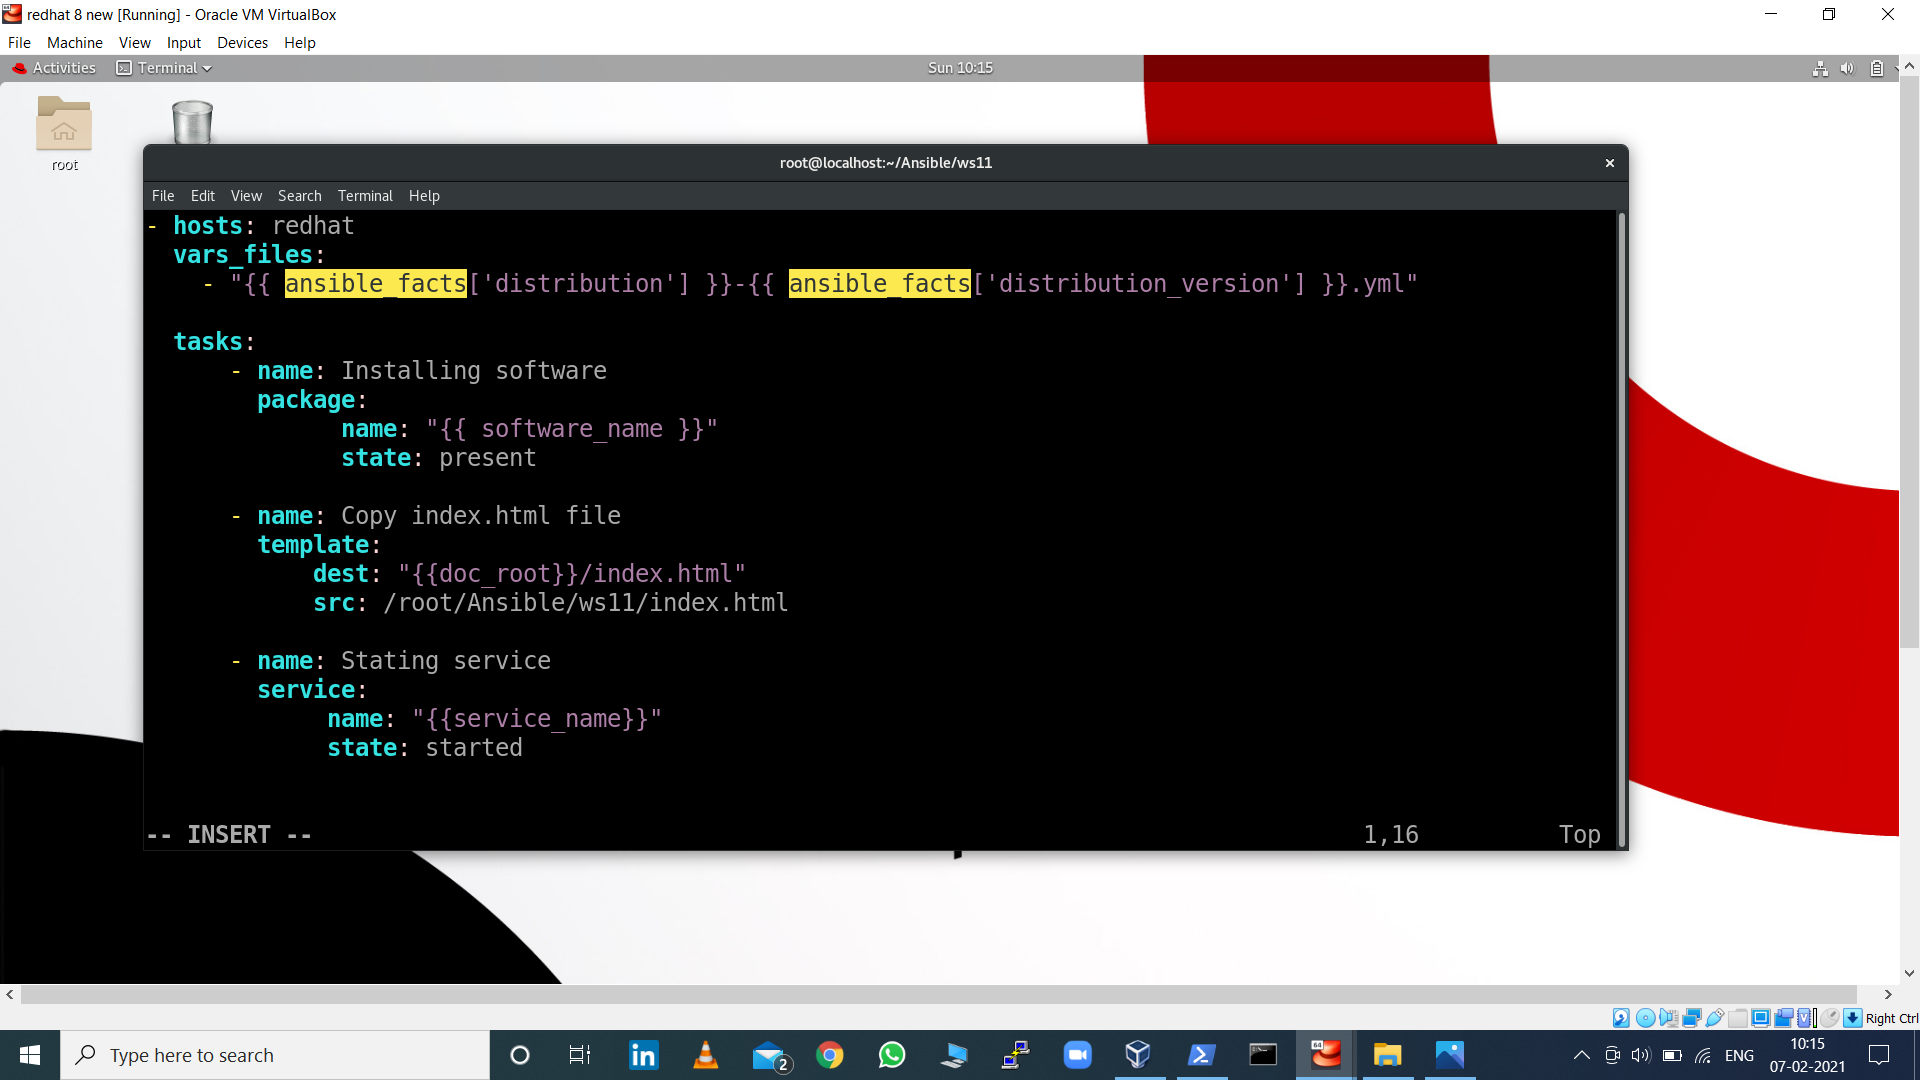 redhat 8 new [Running] - Oracle VM VirtualBox
File Machine View Input Devices Help
Activities Terminal Sun 10:15
root
root@localhost:~/Ansible/ws11
File Edit View Search Terminal Help
- hosts: redhat
vars_files:
- "{{ ansible_facts['distribution'] }}-{{ ansible_facts['distribution_version'] }}.yml"
tasks:
- name: Installing software
package:
name: "{{ software_name }}"
state: present
- name: Copy index.html file
template:
dest: "{{doc_root}}/index.html"
src: /root/Ansible/ws11/index.html
- name: Stating service
service:
name: "{{service_name}}"
state: started
-- INSERT -- 1,16 Top
Right Ctrl
Type here to search
2
64
ENG
10:15
07-02-2021